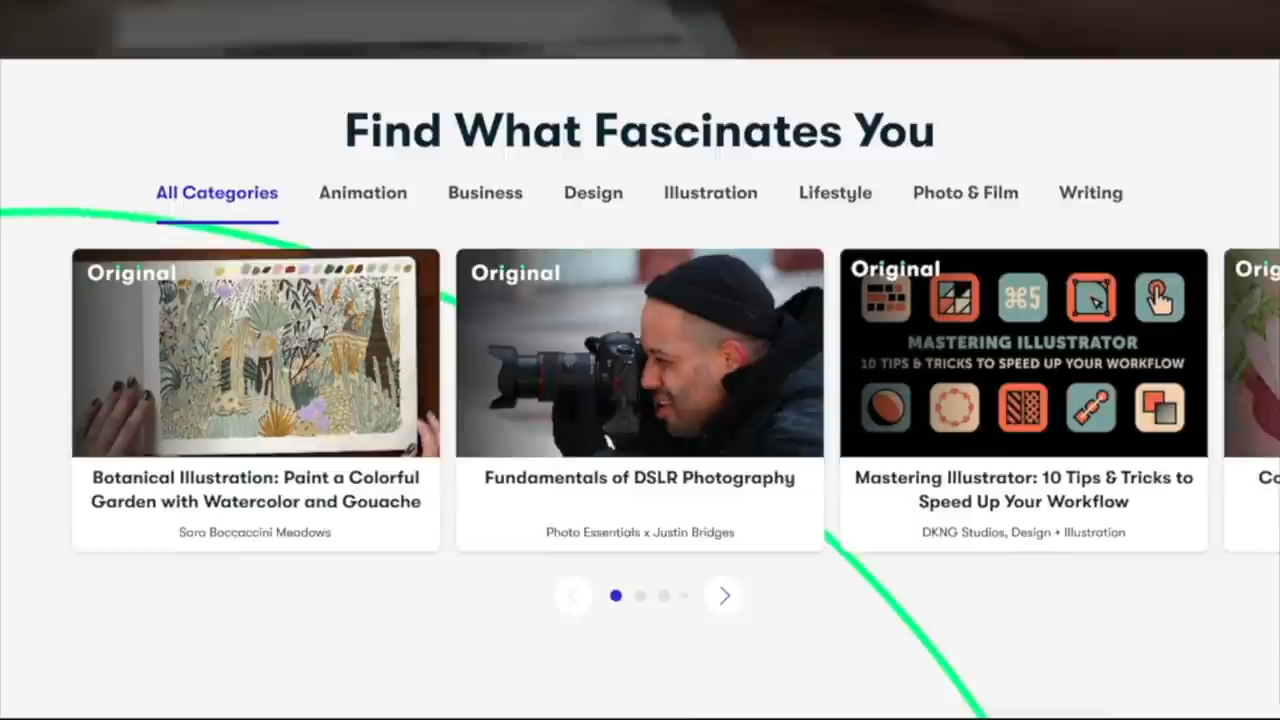 Find What Fascinates You
All Categories Animation Business Design Illustration Lifestyle Photo & Film Writing
Original
Botanical Illustration: Paint a Colorful
Garden with Watercolor and Gouache
Sara Boccaccini Meadows
Original
Fundamentals of DSLR Photography
Photo Essentials x Justin Bridges
Original
⌘5
MASTERING ILLUSTRATOR
10 TIPS & TRICKS TO SPEED UP YOUR WORKFLOW
Mastering Illustrator: 10 Tips & Tricks to
Speed Up Your Workflow
DKNG Studios, Design + Illustration